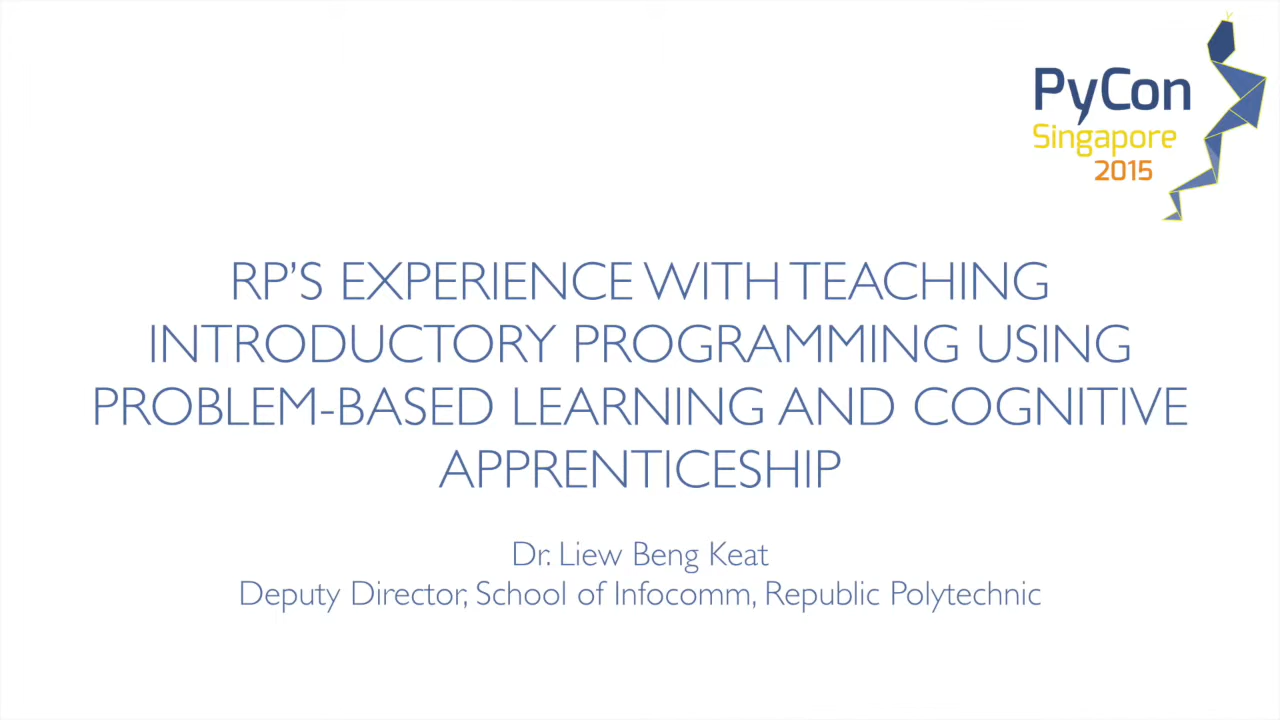 PyCon
Singapore
2015
RP'S EXPERIENCE WITH TEACHING
INTRODUCTORY PROGRAMMING USING
PROBLEM-BASED LEARNING AND COGNITIVE
APPRENTICESHIP
Dr. Liew Beng Keat
Deputy Director, School of Infocomm, Republic Polytechnic